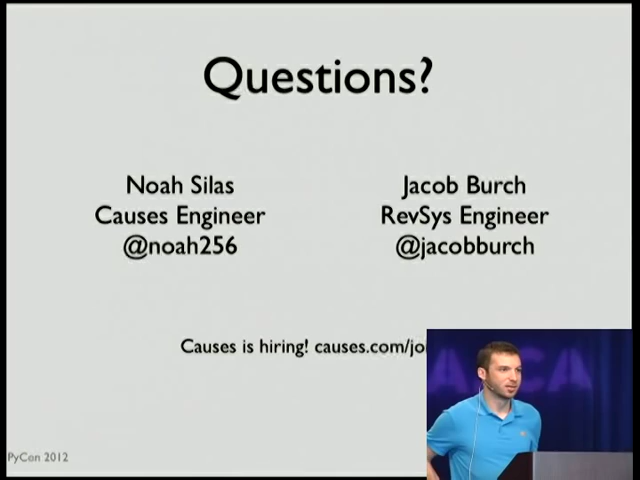 Questions?
Noah Silas
Causes Engineer
@noah256
Jacob Burch
RevSys Engineer
@jacobburch
Causes is hiring! causes.com/jo
PyCon 2012